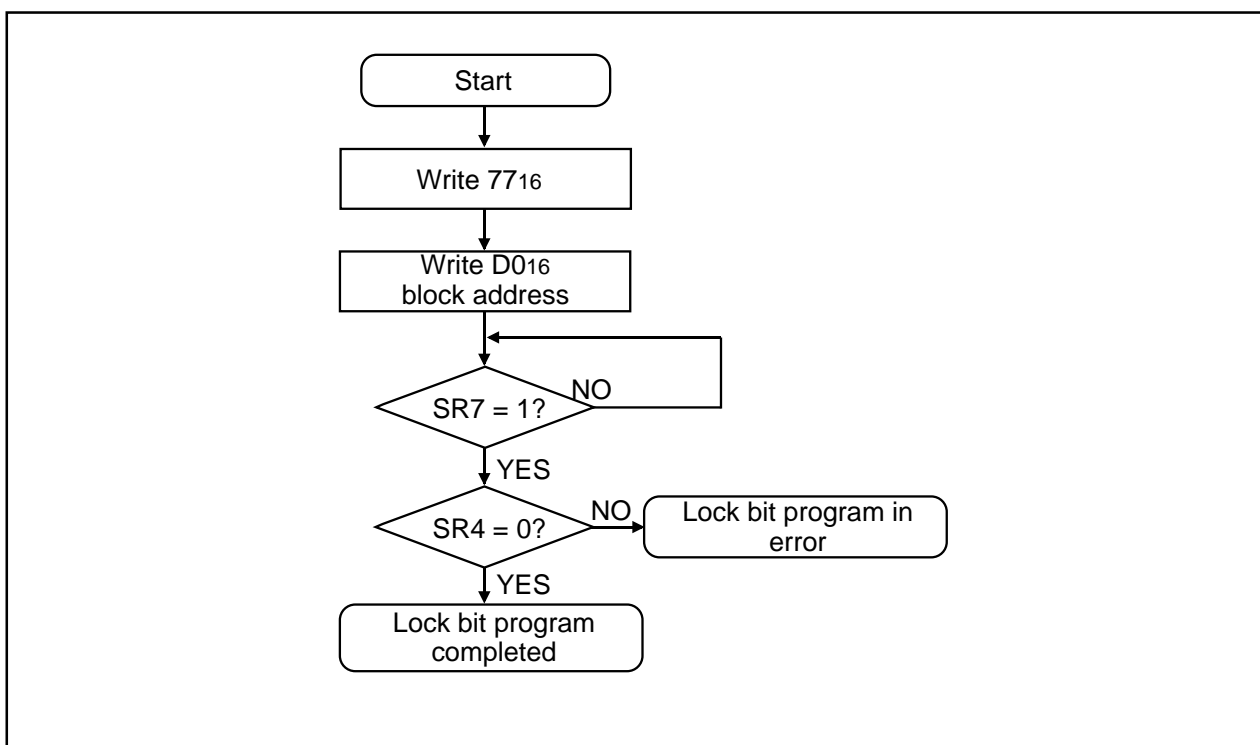 Start
Write 7716
Write D016
block address
NO
SR7 = 1?
YES
SR4 = 0?
NO
Lock bit program in
error
YES
Lock bit program
completed